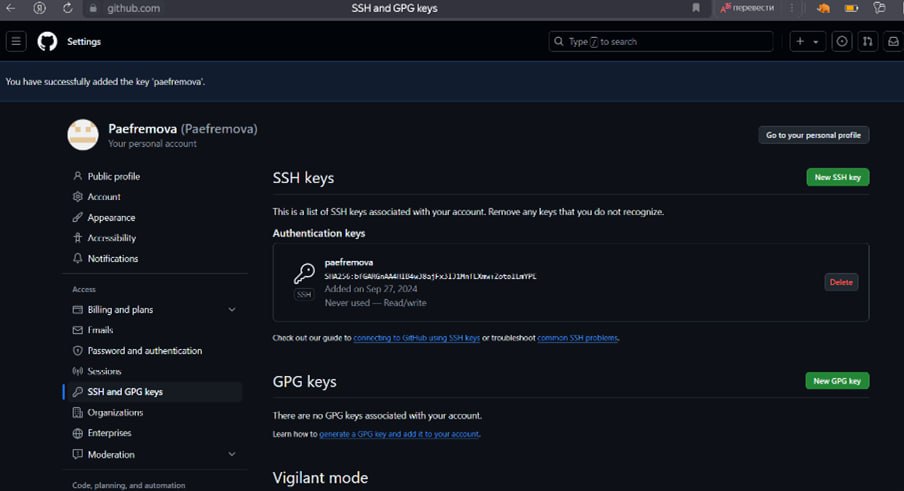 github.com
SSH and GPG keys
перевести
Settings
Type / to search
You have successfully added the key 'paefremova'.
Paefremova (Paefremova)
Your personal account
Go to your personal profile
Public profile
Account
Appearance
Accessibility
Notifications
Access
Billing and plans
Emails
Password and authentication
Sessions
SSH and GPG keys
Organizations
Enterprises
Moderation
Code, planning, and automation
SSH keys
New SSH key
This is a list of SSH keys associated with your account. Remove any keys that you do not recognize.
Authentication keys
paefremova
SSH
Added on Sep 27, 2024
Never used — Read/write
Delete
Check out our guide to connecting to GitHub using SSH keys or troubleshoot common SSH problems.
GPG keys
New GPG key
There are no GPG keys associated with your account.
Learn how to generate a GPG key and add it to your account.
Vigilant mode